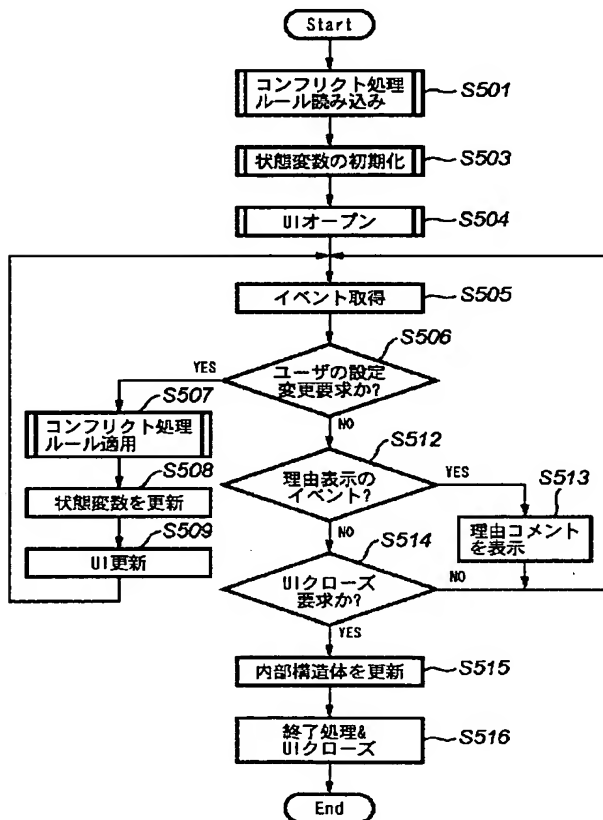 Start
コンフリクト処理
ルール読み込み
S501
状態変数の初期化
S503
UIオープン
S504
イベント取得
S505
S506
ユーザの設定
変更要求か?
YES
NO
S507
コンフリクト処理
ルール適用
S508
状態変数を更新
S509
UI更新
S512
理由表示の
イベント?
YES
NO
S513
理由コメント
を表示
S514
UIクローズ
要求か?
NO
YES
内部構造体を更新
S515
終了処理&
UIクローズ
S516
End